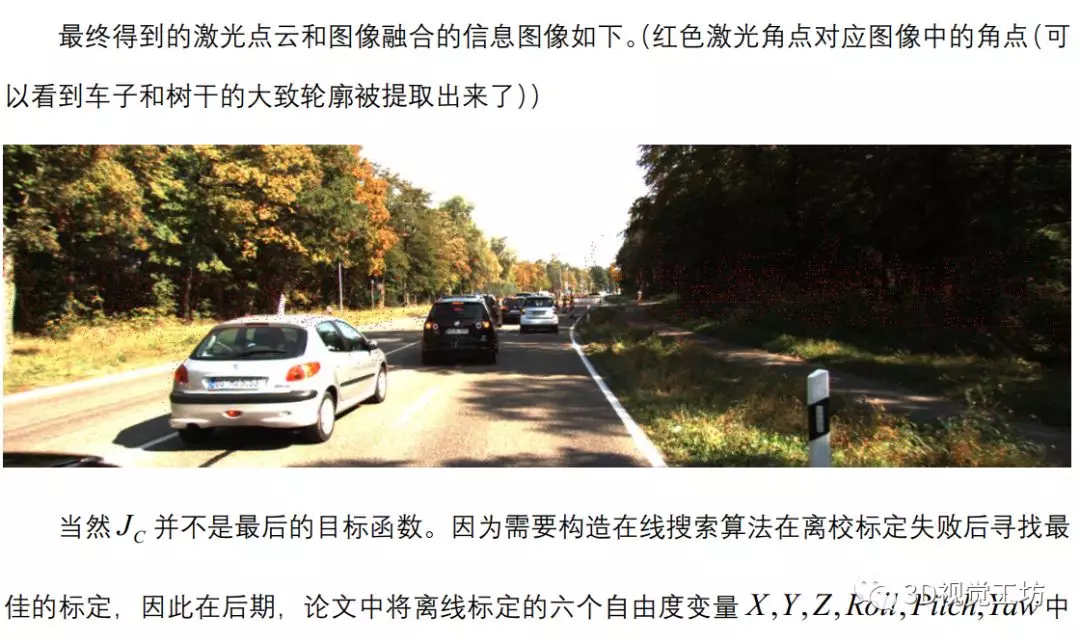 最终得到的激光点云和图像融合的信息图像如下。(红色激光角点对应图像中的角点(可
以看到车子和树干的大致轮廓被提取出来了))
当然 J_C 并不是最后的目标函数。因为需要构造在线搜索算法在离校标定失败后寻找最
佳的标定，因此在后期，论文中将离线标定的六个自由度变量 X,Y,Z,Roll,Pitch,Yaw 中
3D视觉工坊